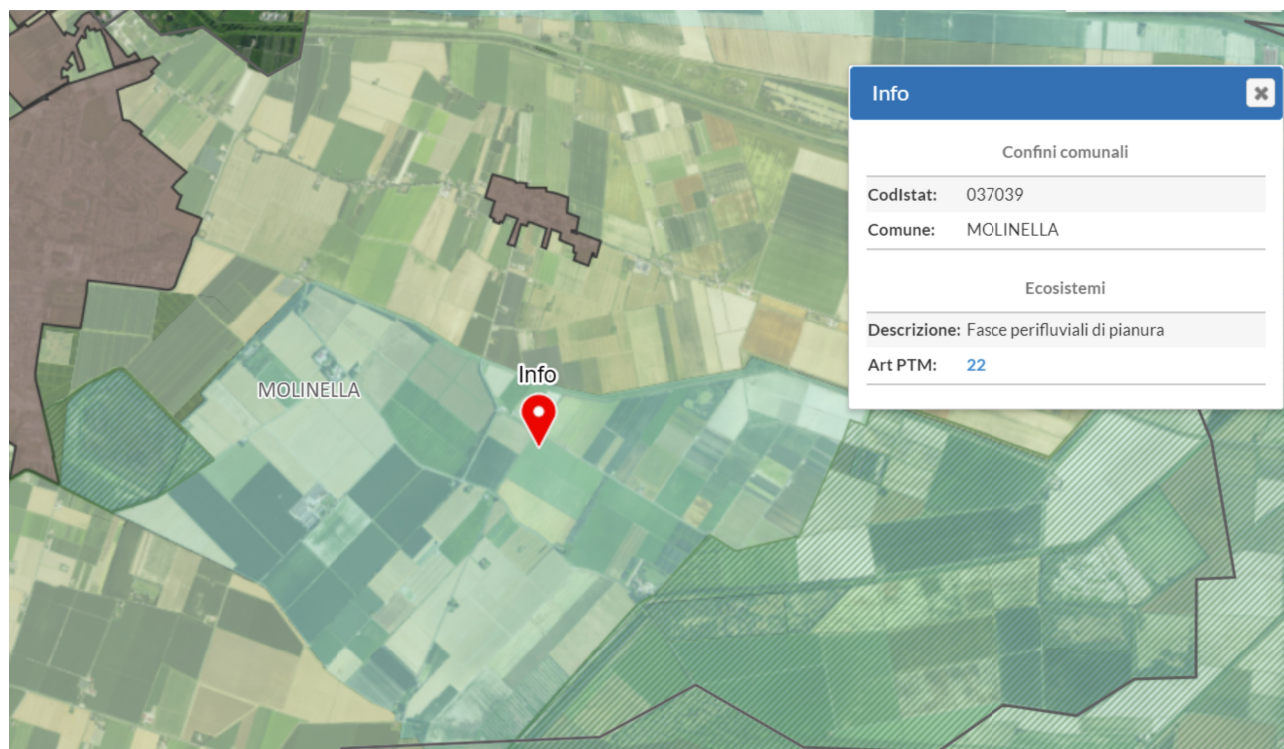 Info
Confini comunali
CodIstat: 037039
Comune: MOLINELLA
Ecosistemi
Descrizione: Fasce perifluviali di pianura
Art PTM: 22
Info
MOLINELLA